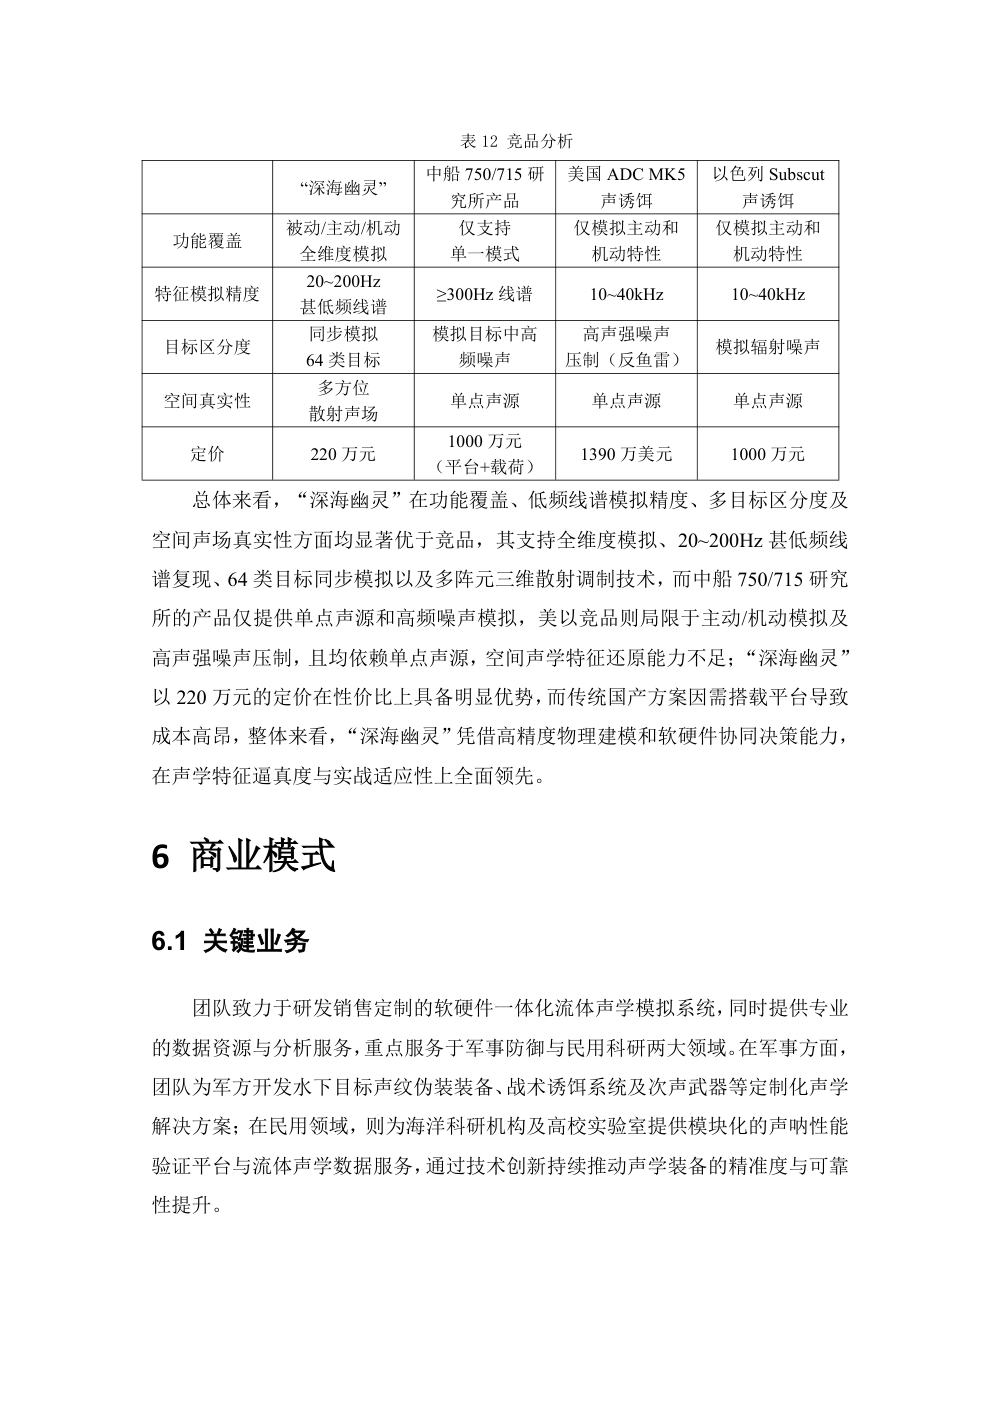 表 12 竞品分析
“深海幽灵” 中船 750/715 研究所产品 美国 ADC MK5 声诱饵 以色列 Subscut 声诱饵
功能覆盖 被动/主动/机动全维度模拟 仅支持单一模式 仅模拟主动和机动特性 仅模拟主动和机动特性
特征模拟精度 20~200Hz 甚低频线谱 ≥300Hz 线谱 10~40kHz 10~40kHz
目标区分度 同步模拟 64 类目标 模拟目标中高频噪声 高声强噪声压制（反鱼雷） 模拟辐射噪声
空间真实性 多方位散射声场 单点声源 单点声源 单点声源
定价 220 万元 1000 万元（平台+载荷） 1390 万美元 1000 万元
总体来看，“深海幽灵”在功能覆盖、低频线谱模拟精度、多目标区分度及
空间声场真实性方面均显著优于竞品，其支持全维度模拟、20~200Hz 甚低频线
谱复现、64 类目标同步模拟以及多阵元三维散射调制技术，而中船 750/715 研究
所的产品仅提供单点声源和高频噪声模拟，美以竞品则局限于主动/机动模拟及
高声强噪声压制，且均依赖单点声源，空间声学特征还原能力不足；“深海幽灵”
以 220 万元的定价在性价比上具备明显优势，而传统国产方案因需搭载平台导致
成本高昂，整体来看，“深海幽灵”凭借高精度物理建模和软硬件协同决策能力，
在声学特征逼真度与实战适应性上全面领先。
6 商业模式
6.1 关键业务
团队致力于研发销售定制的软硬件一体化流体声学模拟系统，同时提供专业
的数据资源与分析服务，重点服务于军事防御与民用科研两大领域。在军事方面，
团队为军方开发水下目标声纹伪装装备、战术诱饵系统及次声武器等定制化声学
解决方案；在民用领域，则为海洋科研机构及高校实验室提供模块化的声呐性能
验证平台与流体声学数据服务，通过技术创新持续推动声学装备的精准度与可靠
性提升。